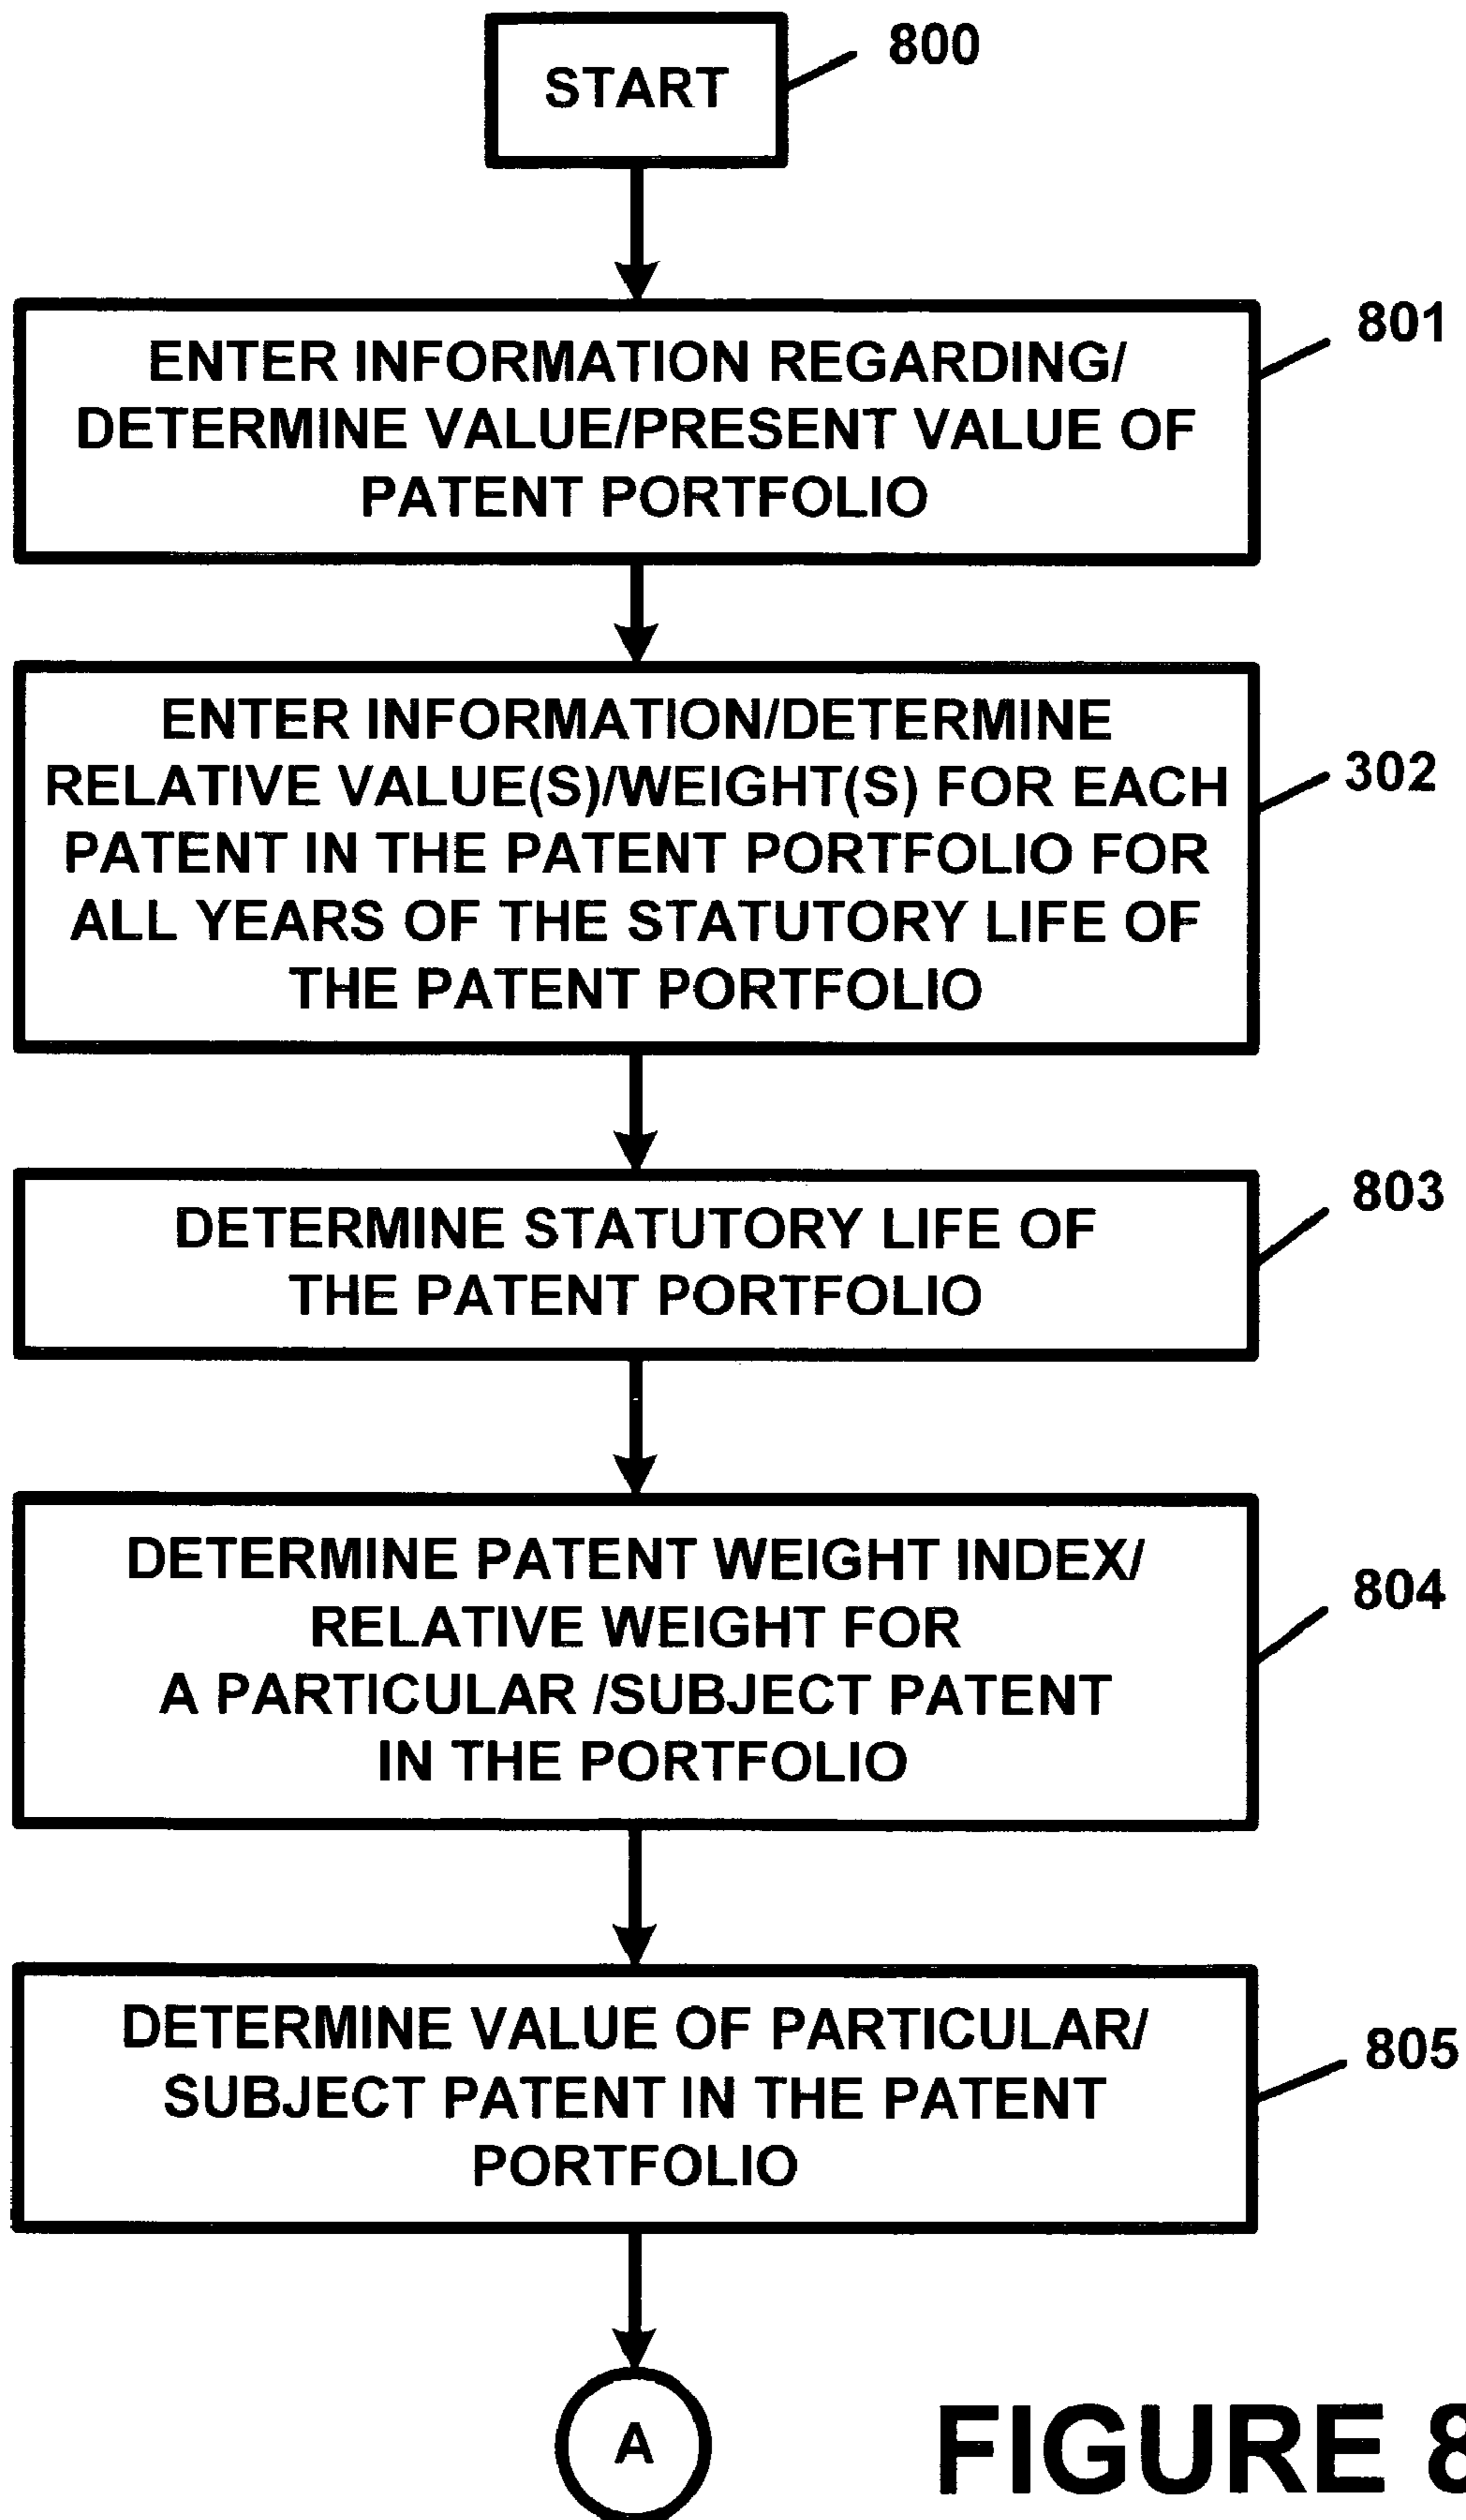 START
800
ENTER INFORMATION REGARDING/
DETERMINE VALUE/PRESENT VALUE OF
PATENT PORTFOLIO
801
ENTER INFORMATION/DETERMINE
RELATIVE VALUE(S)/WEIGHT(S) FOR EACH
PATENT IN THE PATENT PORTFOLIO FOR
ALL YEARS OF THE STATUTORY LIFE OF
THE PATENT PORTFOLIO
302
DETERMINE STATUTORY LIFE OF
THE PATENT PORTFOLIO
803
DETERMINE PATENT WEIGHT INDEX/
RELATIVE WEIGHT FOR
A PARTICULAR /SUBJECT PATENT
IN THE PORTFOLIO
804
DETERMINE VALUE OF PARTICULAR/
SUBJECT PATENT IN THE PATENT
PORTFOLIO
805
A
FIGURE 8